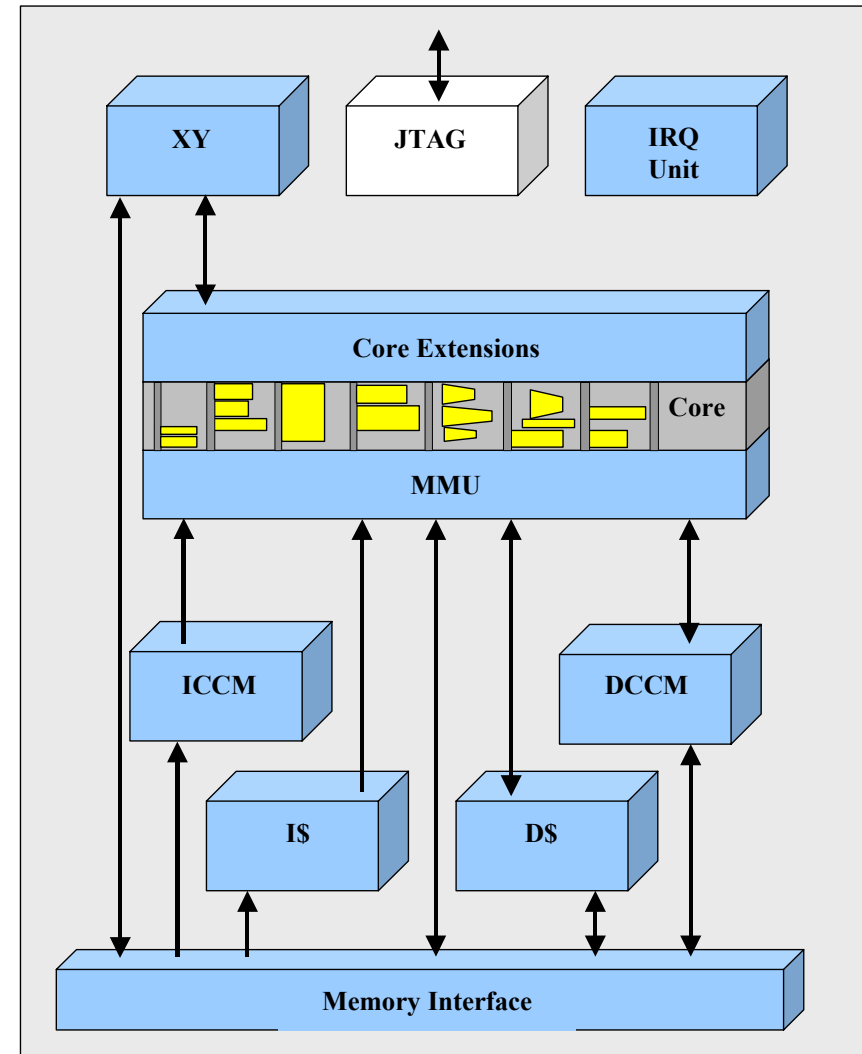 XY
JTAG
IRQ
Unit
Core Extensions
Core
MMU
ICCM
DCCM
I$
D$
Memory Interface